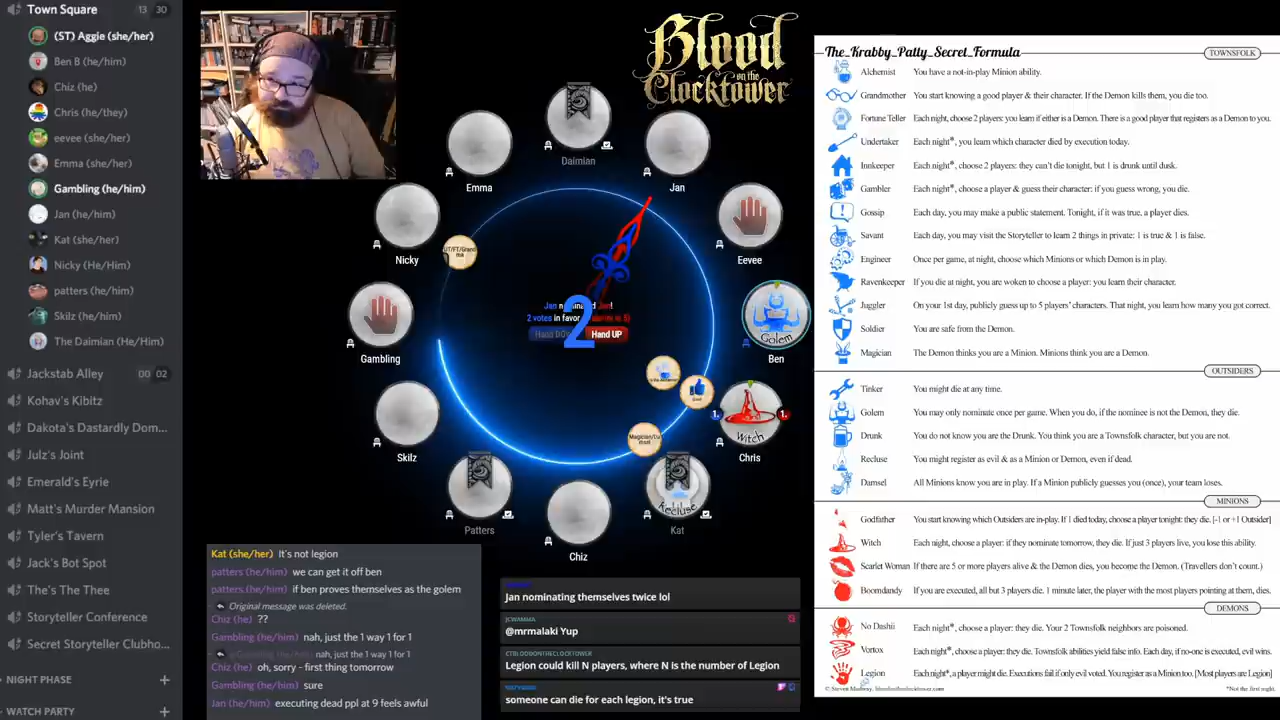 Town Square 13 30
(ST) Aggie (she/her)
Ben B (he/him)
Chiz (he)
Chris (he/they)
eevee (she/her)
Emma (she/her)
Gambling (he/him)
Jan (he/him)
Kat (she/her)
Nicky (He/Him)
patters (he/him)
Skilz (he/him)
The Daimian (He/Him)
Jackstab Alley 00 02
Kohav's Kibitz
Dakota's Dastardly Dom...
Julz's Joint
Emerald's Eyrie
Matt's Murder Mansion
Tyler's Tavern
Jack's Bot Spot
The's The Thee
Storyteller Conference
Secret Storyteller Clubho...
NIGHT PHASE
WATCH PARTY
Blood
on the
Clocktower
Daimian
Emma
Jan
Nicky
Eevee
Gambling
Golem
Ben
2
2 votes in favor
Hand UP
Skilz
Witch
Chris
Patters
Recluse
Kat
Chiz
Kat (she/her) It's not legion
patters (he/him) we can get it off ben
patters (he/him) if ben proves themselves as the golem
Original message was deleted.
Chiz (he) ??
Gambling (he/him) nah, just the 1 way 1 for 1
nah, just the 1 way 1 for 1
Chiz (he) oh, sorry - first thing tomorrow
Gambling (he/him) sure
Jan (he/him) executing dead ppl at 9 feels awful
Jan nominating themselves twice lol
@mrmalaki Yup
Legion could kill N players, where N Is the number of Legion
someone can die for each legion, it's true
The_Krabby_Patty_Secret_Formula
TOWNSFOLK
Alchemist You have a not-in-play Minion ability.
Grandmother You start knowing a good player & their character. If the Demon kills them, you die too.
Fortune Teller Each night, choose 2 players: you learn if either is a Demon. There is a good player that registers as a Demon to you.
Undertaker Each night*, you learn which character died by execution today.
Innkeeper Each night*, choose 2 players: they can't die tonight, but 1 is drunk until dusk.
Gambler Each night*, choose a player & guess their character: if you guess wrong, you die.
Gossip Each day, you may make a public statement. Tonight, if it was true, a player dies.
Savant Each day, you may visit the Storyteller to learn 2 things in private: 1 is true & 1 is false.
Engineer Once per game, at night, choose which Minions or which Demon is in play.
Ravenkeeper If you die at night, you are woken to choose a player: you learn their character.
Juggler On your 1st day, publicly guess up to 5 players' characters. That night, you learn how many you got correct.
Soldier You are safe from the Demon.
Magician The Demon thinks you are a Minion. Minions think you are a Demon.
OUTSIDERS
Tinker You might die at any time.
Golem You may only nominate once per game. When you do, if the nominee is not the Demon, they die.
Drunk You do not know you are the Drunk. You think you are a Townsfolk character, but you are not.
Recluse You might register as evil & as a Minion or Demon, even if dead.
Damsel All Minions know you are in play. If a Minion publicly guesses you (once), your team loses.
MINIONS
Godfather You start knowing which Outsiders are in-play. If 1 died today, choose a player tonight: they die. [-1 or +1 Outsider]
Witch Each night, choose a player: if they nominate tomorrow, they die. If just 3 players live, you lose this ability.
Scarlet Woman If there are 5 or more players alive & the Demon dies, you become the Demon. (Travellers don't count.)
Boomdandy If you are executed, all but 3 players die. 1 minute later, the player with the most players pointing at them, dies.
DEMONS
No Dashii Each night*, choose a player: they die. Your 2 Townsfolk neighbors are poisoned.
Vortox Each night*, choose a player: they die. Townsfolk abilities yield false info. Each day, if no-one is executed, evil wins.
Legion Each night*, a player might die. Executions fail if only evil voted. You register as a Minion too. [Most players are Legion]
*Not the first night.